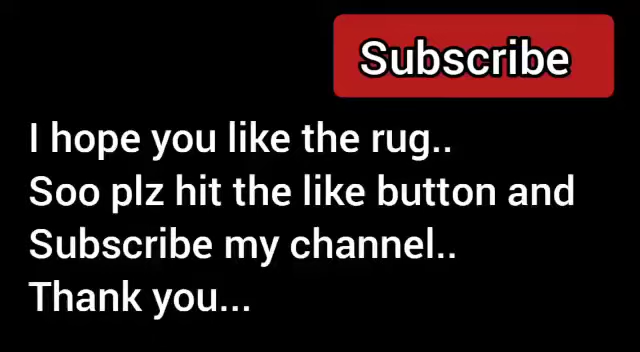 Subscribe
I hope you like the rug..
Soo plz hit the like button and
Subscribe my channel..
Thank you...